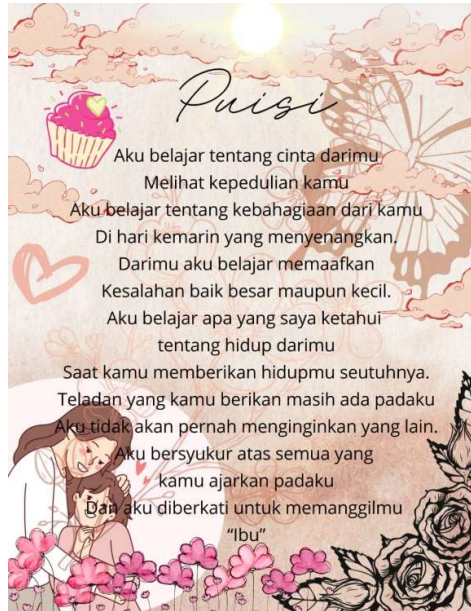 Puisi
Aku belajar tentang cinta darimu
Melihat kepedulian kamu
Aku belajar tentang kebahagiaan dari kamu
Di hari kemarin yang menyenangkan.
Darimu aku belajar memaafkan
Kesalahan baik besar maupun kecil.
Aku belajar apa yang saya ketahui
tentang hidup darimu
Saat kamu memberikan hidupmu seutuhnya.
Teladan yang kamu berikan masih ada padaku
Aku tidak akan pernah menginginkan yang lain.
Aku bersyukur atas semua yang
kamu ajarkan padaku
Dan aku diberkati untuk memanggilmu
“Ibu”